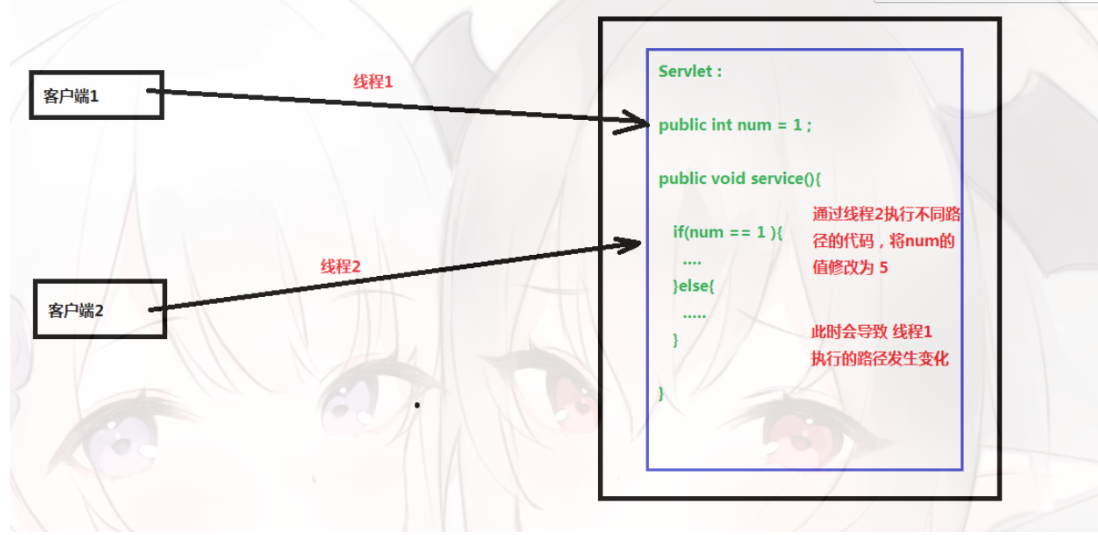 客户端1
线程1
客户端2
线程2
Servlet :
public int num = 1 ;
public void service(){
if(num == 1 ){
....
}else{
.....
}
}
通过线程2执行不同路
径的代码，将num的
值修改为 5
此时会导致 线程1
执行的路径发生变化